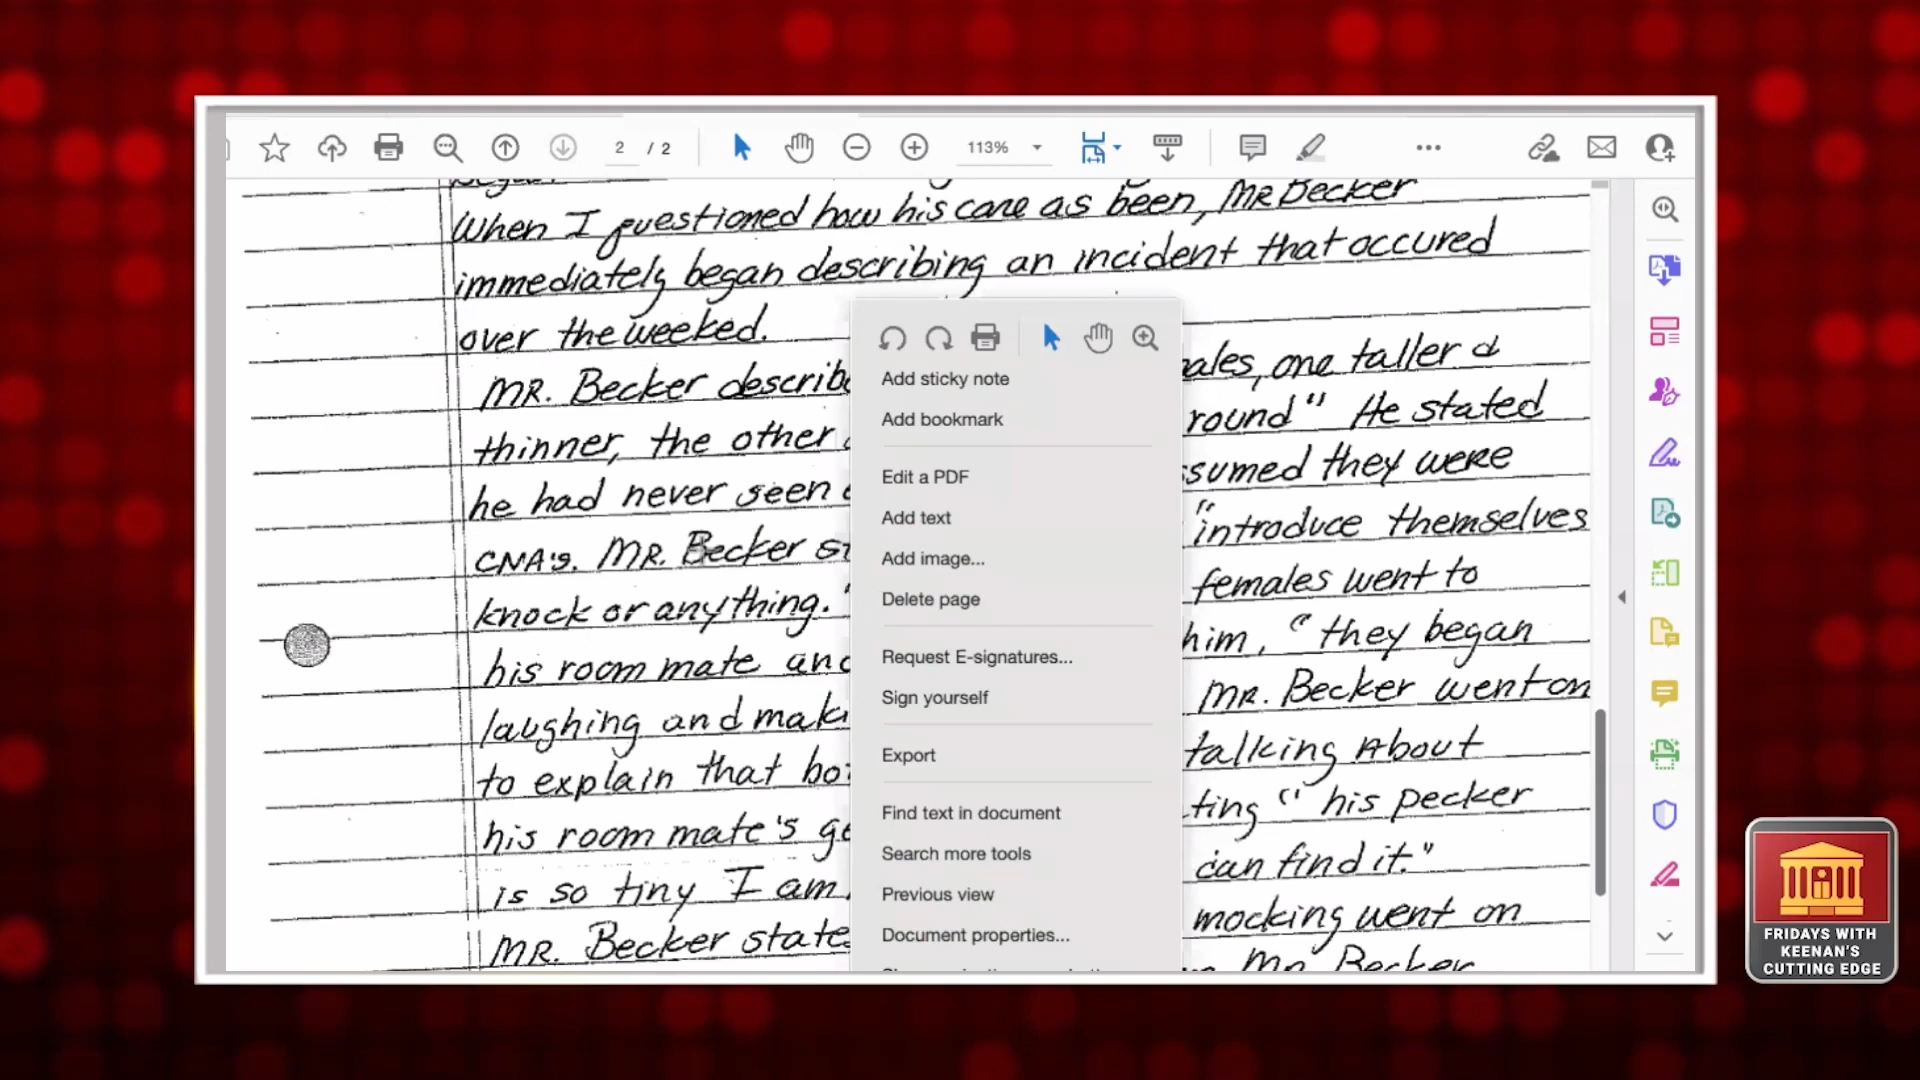 2 / 2
113%
When I questioned how his care as been, MR Becker
immediately began describing an incident that occured
over the weeked.
MR. Becker describ ales, one taller &
thinner, the other round" He stated
he had never seen sumed they were
CNA's. MR. Becker st "introduce themselves
knock or anything. females went to
his room mate and him, "they began
laughing and maki MR. Becker went on
to explain that bo talking About
his room mate's ge ting " his pecker
is so tiny I am can find it."
MR. Becker state mocking went on
Mr Becker
Add sticky note
Add bookmark
Edit a PDF
Add text
Add image...
Delete page
Request E-signatures...
Sign yourself
Export
Find text in document
Search more tools
Previous view
Document properties...
FRIDAYS WITH
KEENAN'S
CUTTING EDGE